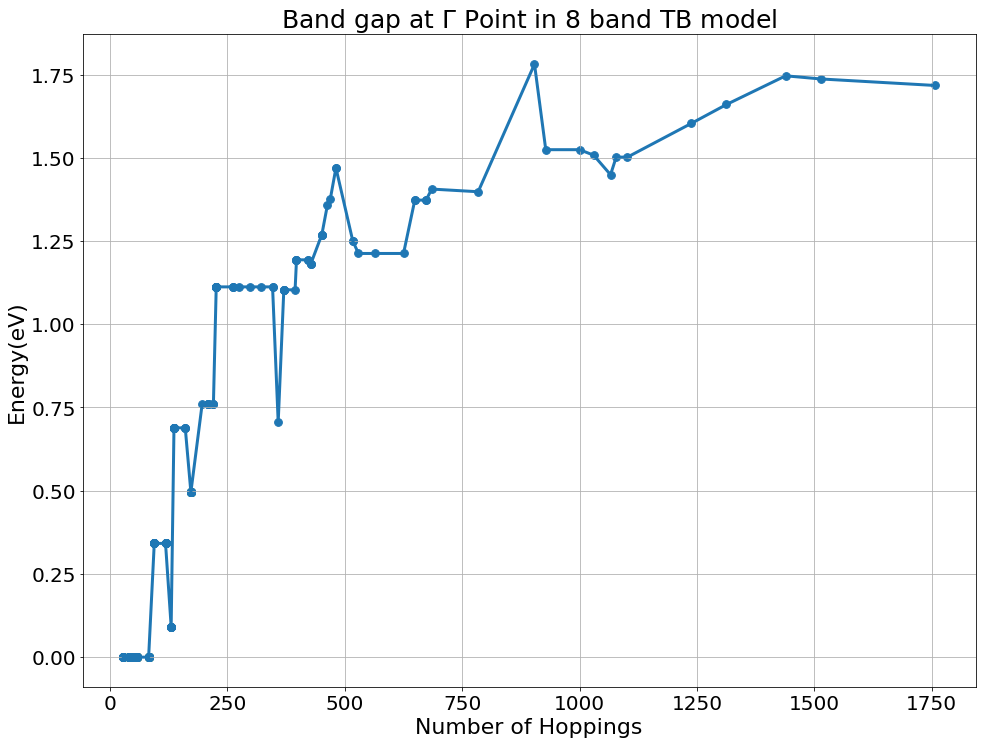 Band gap at Γ Point in 8 band TB model
Energy(eV)
1.75
1.50
1.25
1.00
0.75
0.50
0.25
0.00
0 250 500 750 1000 1250 1500 1750
Number of Hoppings